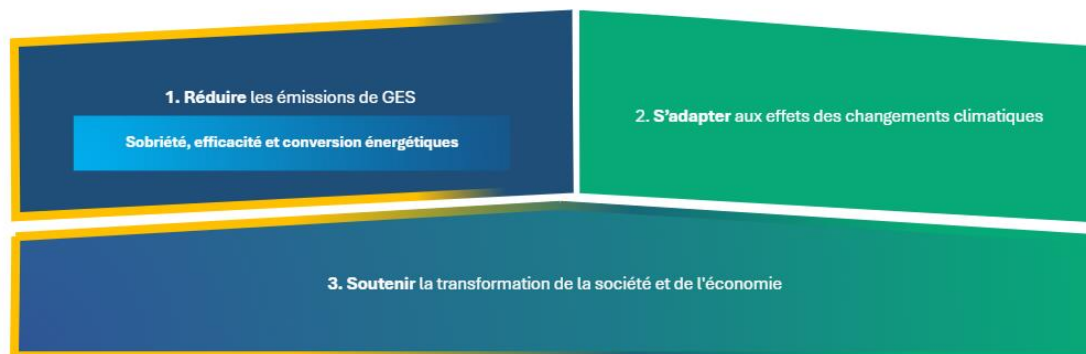 1. Réduire les émissions de GES
Sobriété, efficacité et conversion énergétiques
2. S'adapter aux effets des changements climatiques
3. Soutenir la transformation de la société et de l'économie